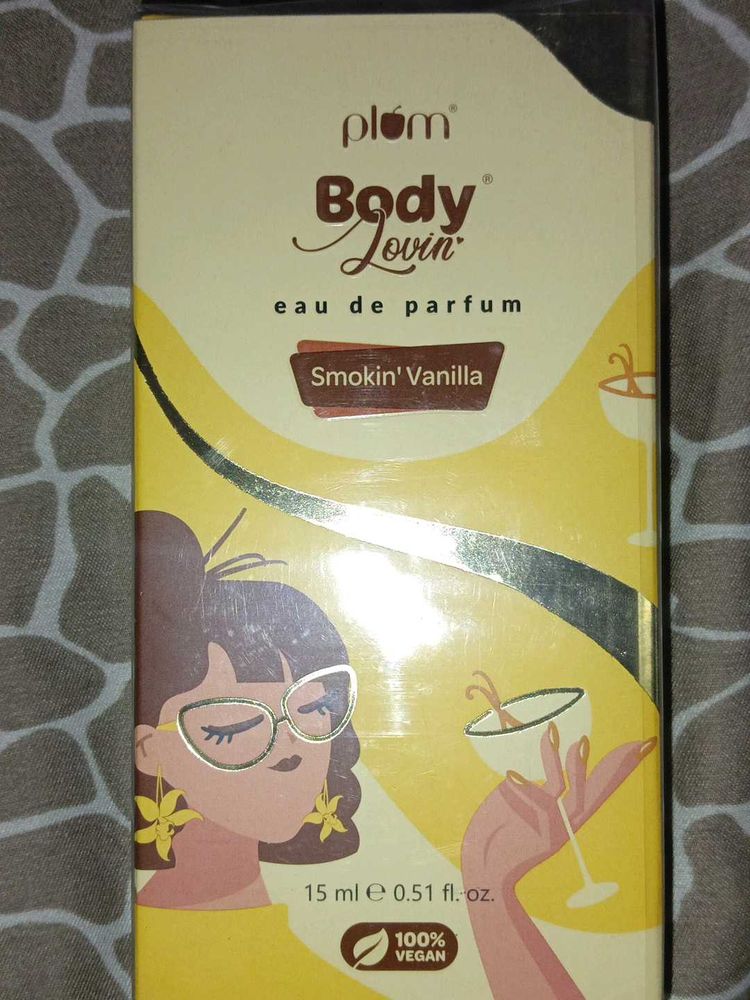 plum®
Body®
Lovin'
eau de parfum
Smokin' Vanilla
15 ml ℮ 0.51 fl. oz.
100%
VEGAN